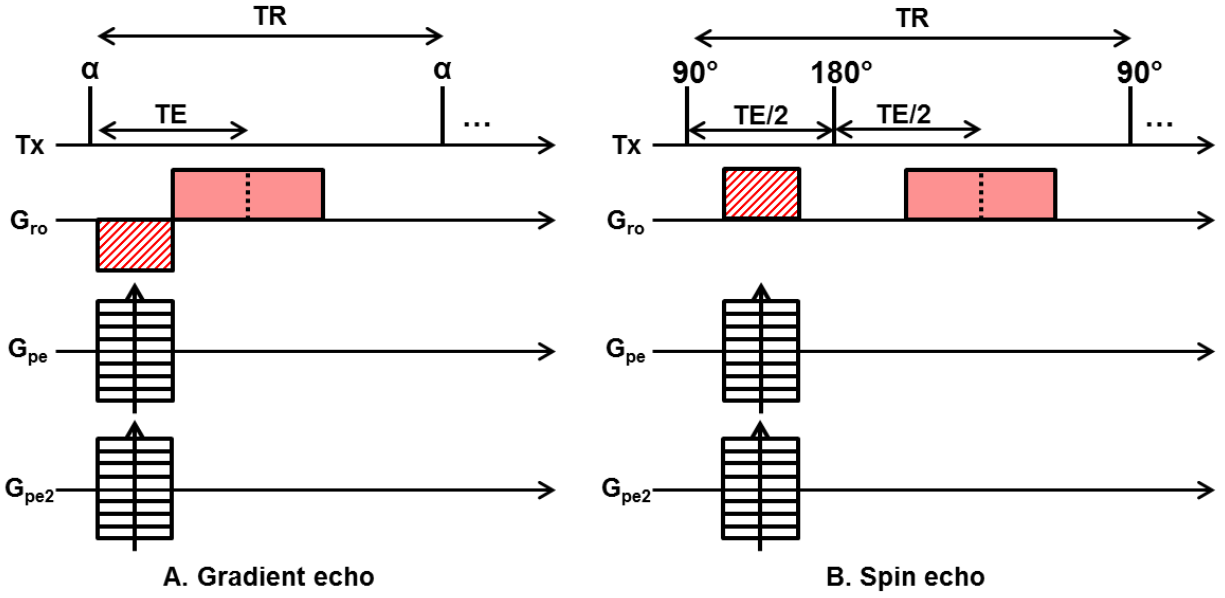 TR
α
α
TE
...
Tx
Gro
Gpe
Gpe2
A. Gradient echo
TR
90°
180°
90°
TE/2
TE/2
...
Tx
Gro
Gpe
Gpe2
B. Spin echo